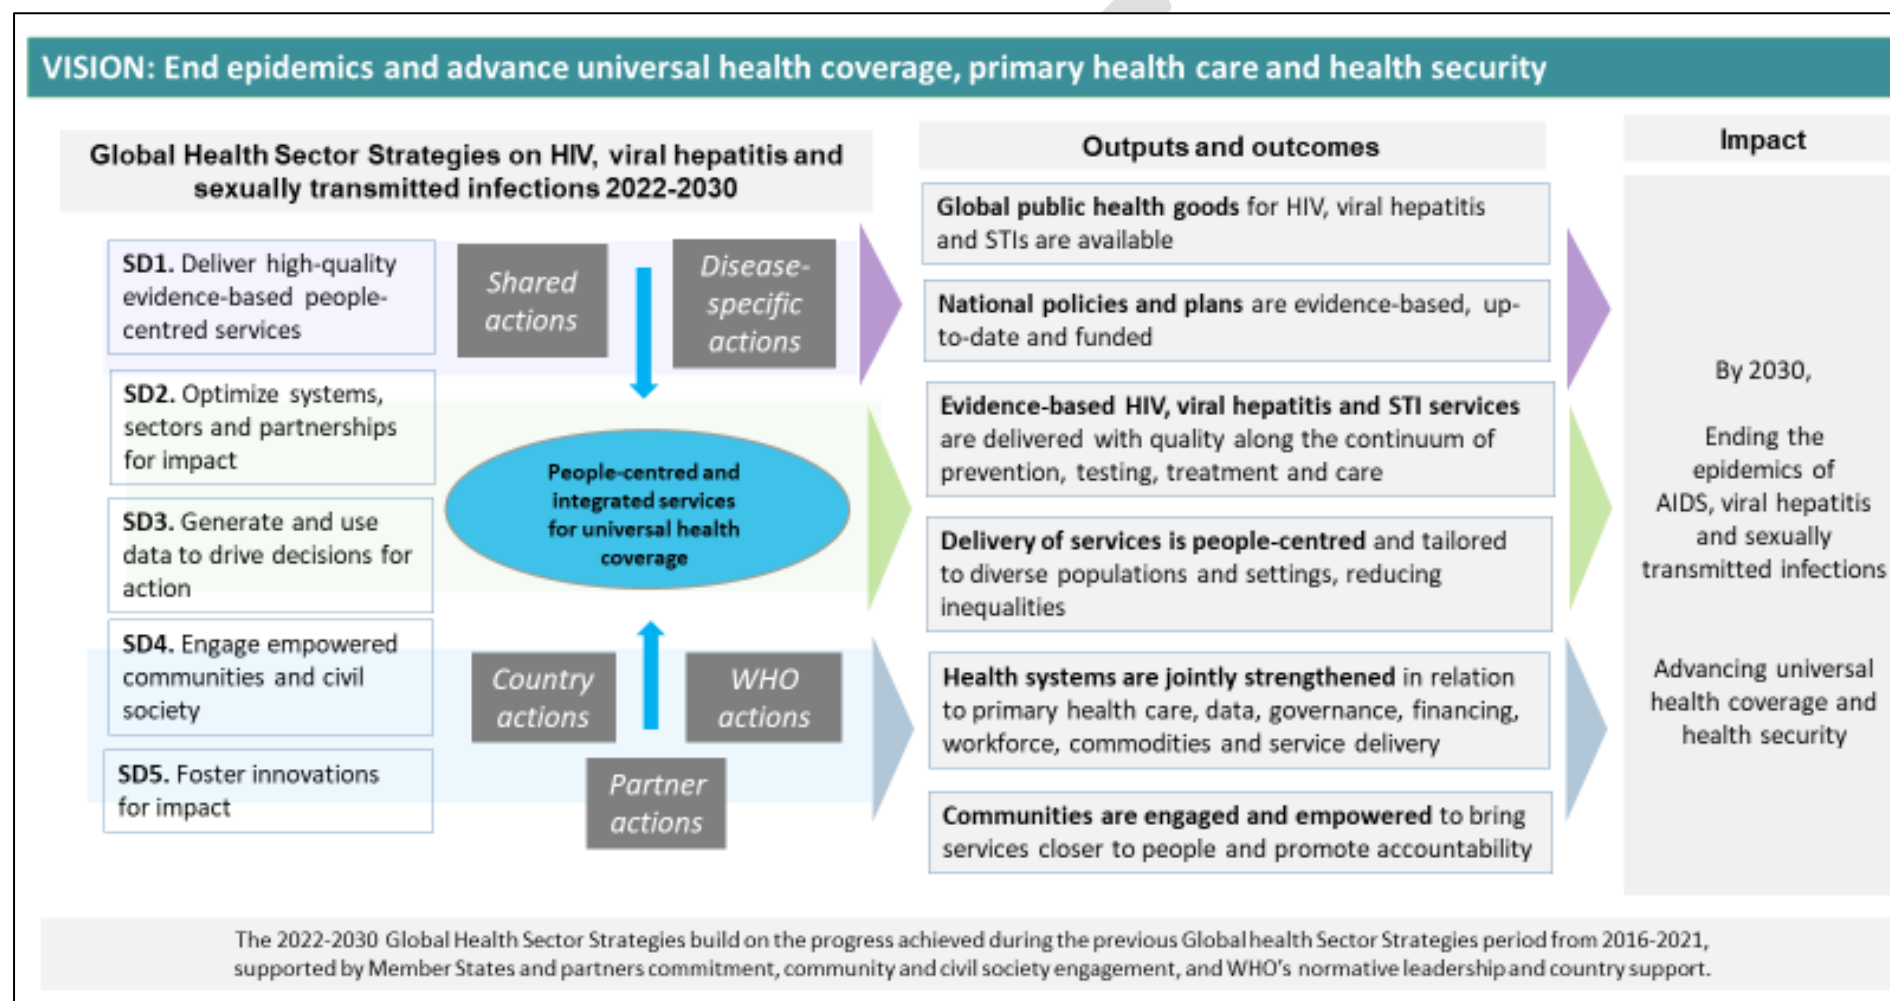 VISION: End epidemics and advance universal health coverage, primary health care and health security
Global Health Sector Strategies on HIV, viral hepatitis and
sexually transmitted infections 2022-2030
SD1. Deliver high-quality
evidence-based people-
centred services
SD2. Optimize systems,
sectors and partnerships
for impact
SD3. Generate and use
data to drive decisions for
action
SD4. Engage empowered
communities and civil
society
SD5. Foster innovations
for impact
Shared
actions
Disease-
specific
actions
People-centred and
integrated services
for universal health
coverage
Country
actions
WHO
actions
Partner
actions
Outputs and outcomes
Global public health goods for HIV, viral hepatitis
and STIs are available
National policies and plans are evidence-based, up-
to-date and funded
Evidence-based HIV, viral hepatitis and STI services
are delivered with quality along the continuum of
prevention, testing, treatment and care
Delivery of services is people-centred and tailored
to diverse populations and settings, reducing
inequalities
Health systems are jointly strengthened in relation
to primary health care, data, governance, financing,
workforce, commodities and service delivery
Communities are engaged and empowered to bring
services closer to people and promote accountability
Impact
By 2030,
Ending the
epidemics of
AIDS, viral hepatitis
and sexually
transmitted infections
Advancing universal
health coverage and
health security
The 2022-2030 Global Health Sector Strategies build on the progress achieved during the previous Global health Sector Strategies period from 2016-2021,
supported by Member States and partners commitment, community and civil society engagement, and WHO's normative leadership and country support.